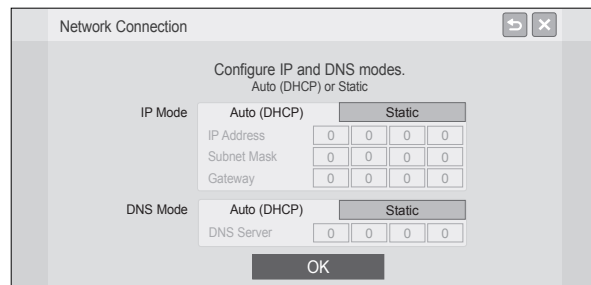 Network Connection
Configure IP and DNS modes.
Auto (DHCP) or Static
IP Mode Auto (DHCP) Static
IP Address 0 0 0 0
Subnet Mask 0 0 0 0
Gateway 0 0 0 0
DNS Mode Auto (DHCP) Static
DNS Server 0 0 0 0
OK